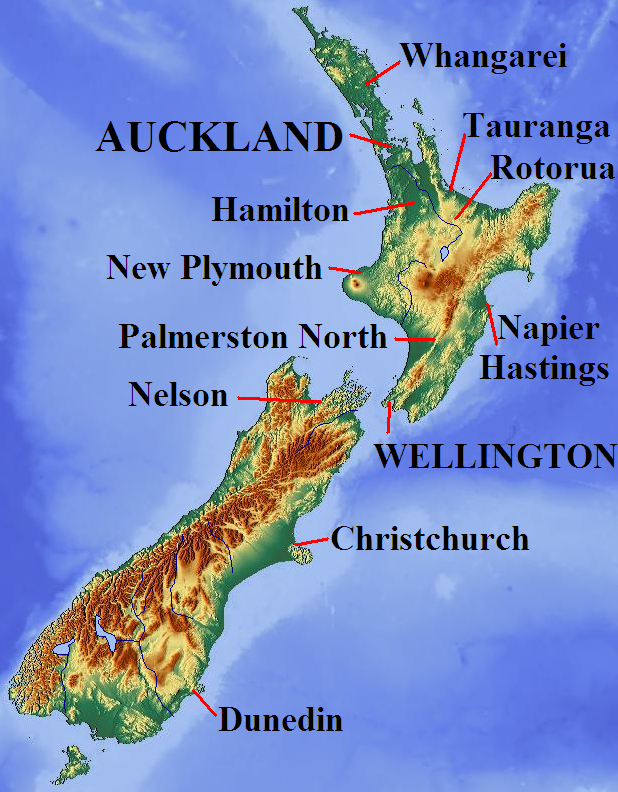 Whangarei
AUCKLAND
Tauranga
Rotorua
Hamilton
New Plymouth
Palmerston North
Napier
Hastings
Nelson
WELLINGTON
Christchurch
Dunedin